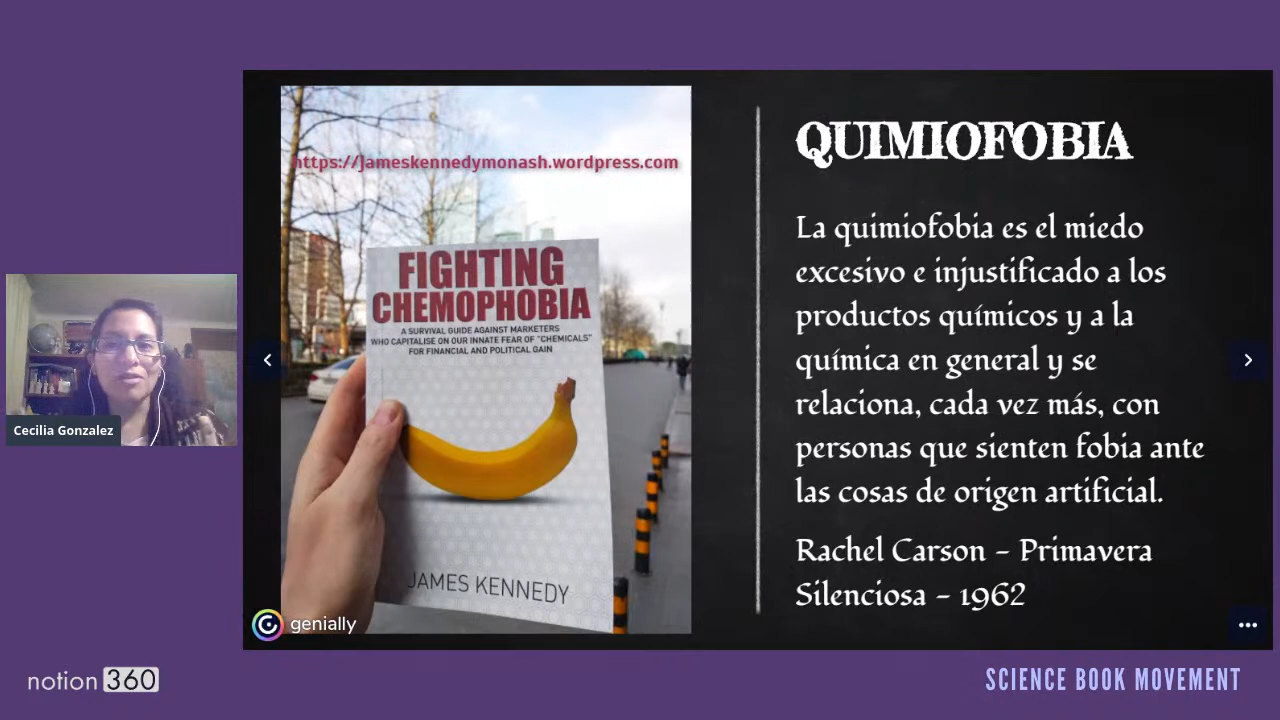 https://jameskennedymonash.wordpress.com
FIGHTING
CHEMOPHOBIA
A SURVIVAL GUIDE AGAINST MARKETERS
WHO CAPITALISE ON OUR INNATE FEAR OF "CHEMICALS"
FOR FINANCIAL AND POLITICAL GAIN
JAMES KENNEDY
genially
QUIMIOFOBIA
La quimiofobia es el miedo
excesivo e injustificado a los
productos químicos y a la
química en general y se
relaciona, cada vez más, con
personas que sienten fobia ante
las cosas de origen artificial.
Rachel Carson - Primavera
Silenciosa - 1962
Cecilia Gonzalez
notion 360
SCIENCE BOOK MOVEMENT